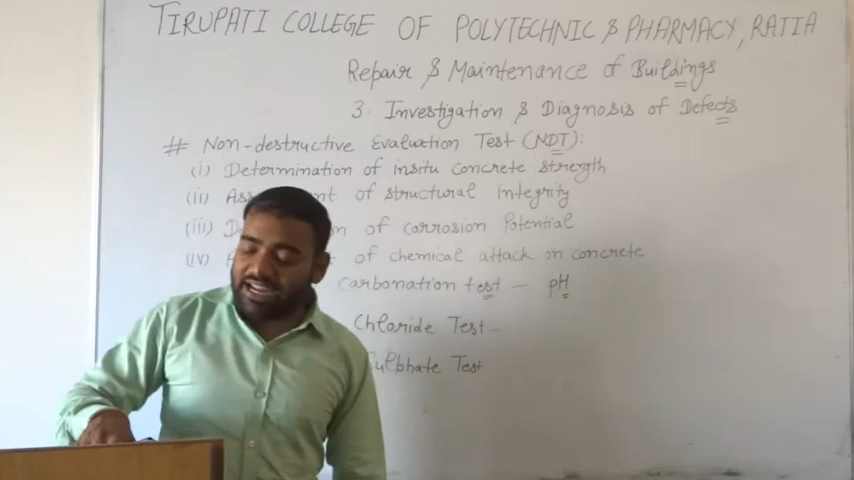 TIRUPATI COLLEGE OF POLYTECHNIC & PHARMACY, RATIA
Repair & Maintenance of Buildings
3. Investigation & Diagnosis of Defects
# Non-destructive Evaluation Test (NDT):
(i) Determination of insitu concrete strength
(ii) of structural integrity
(iii) of corrosion Potential
(iv) of chemical attack on concrete
Carbonation test - pH
Chloride Test -
Sulphate Test